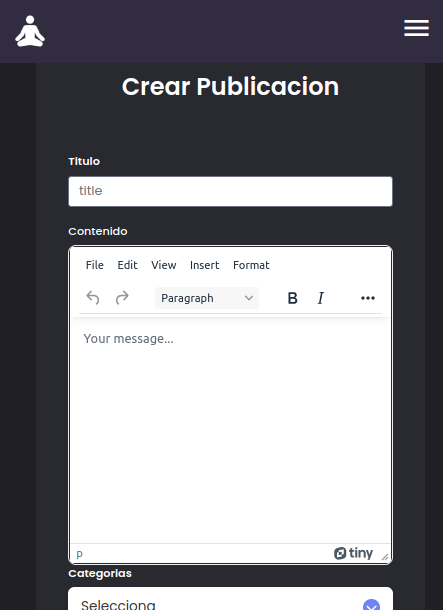 Crear Publicacion
Titulo
title
Contenido
File Edit View Insert Format
Paragraph B I
Your message...
p tiny
Categorias
Selecciona